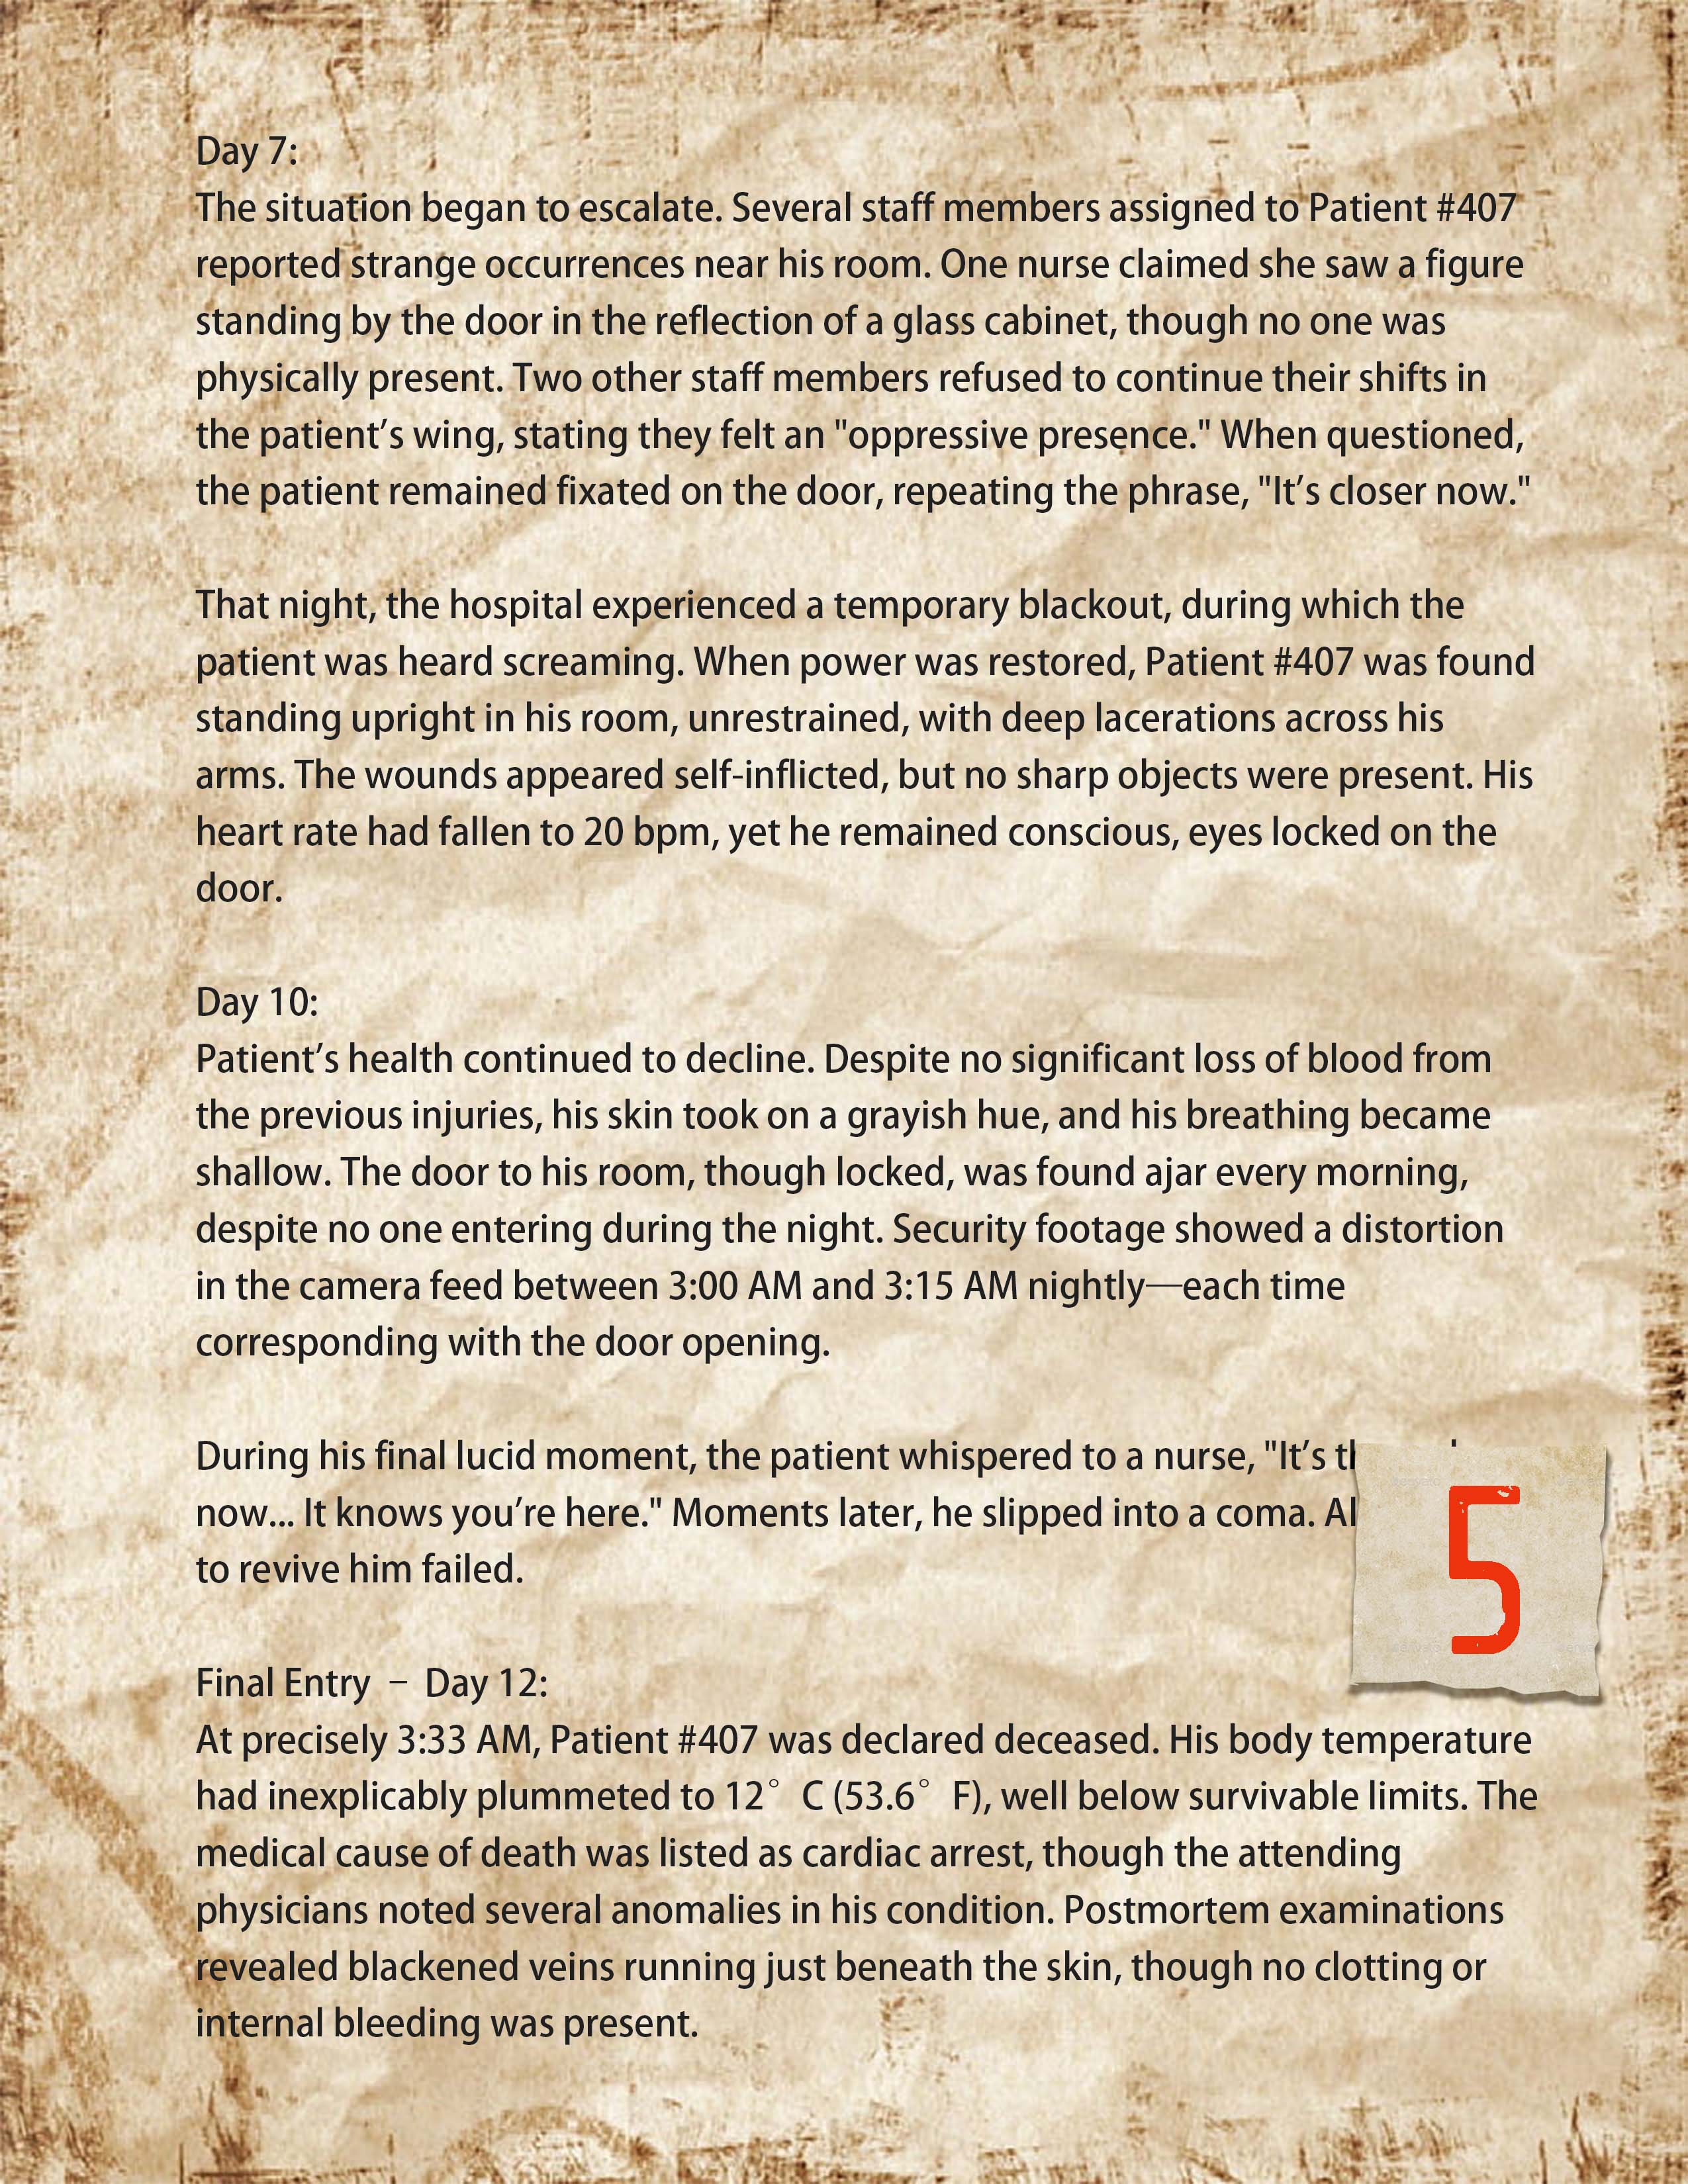 Day 7:
The situation began to escalate. Several staff members assigned to Patient #407
reported strange occurrences near his room. One nurse claimed she saw a figure
standing by the door in the reflection of a glass cabinet, though no one was
physically present. Two other staff members refused to continue their shifts in
the patient’s wing, stating they felt an "oppressive presence." When questioned,
the patient remained fixated on the door, repeating the phrase, "It’s closer now."
That night, the hospital experienced a temporary blackout, during which the
patient was heard screaming. When power was restored, Patient #407 was found
standing upright in his room, unrestrained, with deep lacerations across his
arms. The wounds appeared self-inflicted, but no sharp objects were present. His
heart rate had fallen to 20 bpm, yet he remained conscious, eyes locked on the
door.
Day 10:
Patient’s health continued to decline. Despite no significant loss of blood from
the previous injuries, his skin took on a grayish hue, and his breathing became
shallow. The door to his room, though locked, was found ajar every morning,
despite no one entering during the night. Security footage showed a distortion
in the camera feed between 3:00 AM and 3:15 AM nightly—each time
corresponding with the door opening.
During his final lucid moment, the patient whispered to a nurse, "It’s
now... It knows you’re here." Moments later, he slipped into a coma.
to revive him failed.
5
Final Entry – Day 12:
At precisely 3:33 AM, Patient #407 was declared deceased. His body temperature
had inexplicably plummeted to 12° C (53.6° F), well below survivable limits. The
medical cause of death was listed as cardiac arrest, though the attending
physicians noted several anomalies in his condition. Postmortem examinations
revealed blackened veins running just beneath the skin, though no clotting or
internal bleeding was present.